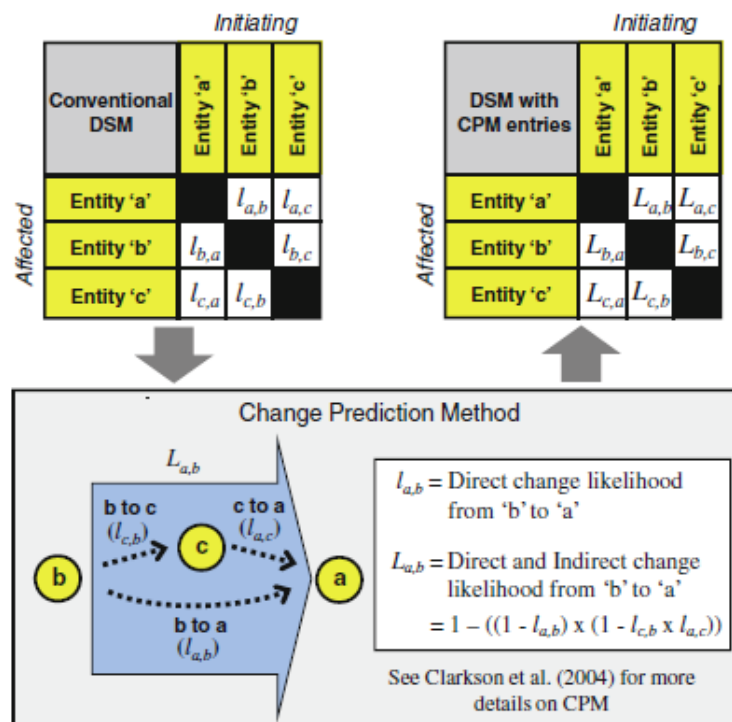 Initiating
Conventional DSM
Entity 'a'
Entity 'b'
Entity 'c'
Affected
Entity 'a'
l_{a,b}
l_{a,c}
Entity 'b'
l_{b,a}
l_{b,c}
Entity 'c'
l_{c,a}
l_{c,b}
Initiating
DSM with CPM entries
Entity 'a'
Entity 'b'
Entity 'c'
Affected
Entity 'a'
L_{a,b}
L_{a,c}
Entity 'b'
L_{b,a}
L_{b,c}
Entity 'c'
L_{c,a}
L_{c,b}
Change Prediction Method
L_{a,b}
b to c
(l_{c,b})
c to a
(l_{a,c})
b
c
a
b to a
(l_{a,b})
l_{a,b} = Direct change likelihood
from 'b' to 'a'
L_{a,b} = Direct and Indirect change
likelihood from 'b' to 'a'
= 1 – ((1 - l_{a,b}) x (1 - l_{c,b} x l_{a,c}))
See Clarkson et al. (2004) for more
details on CPM